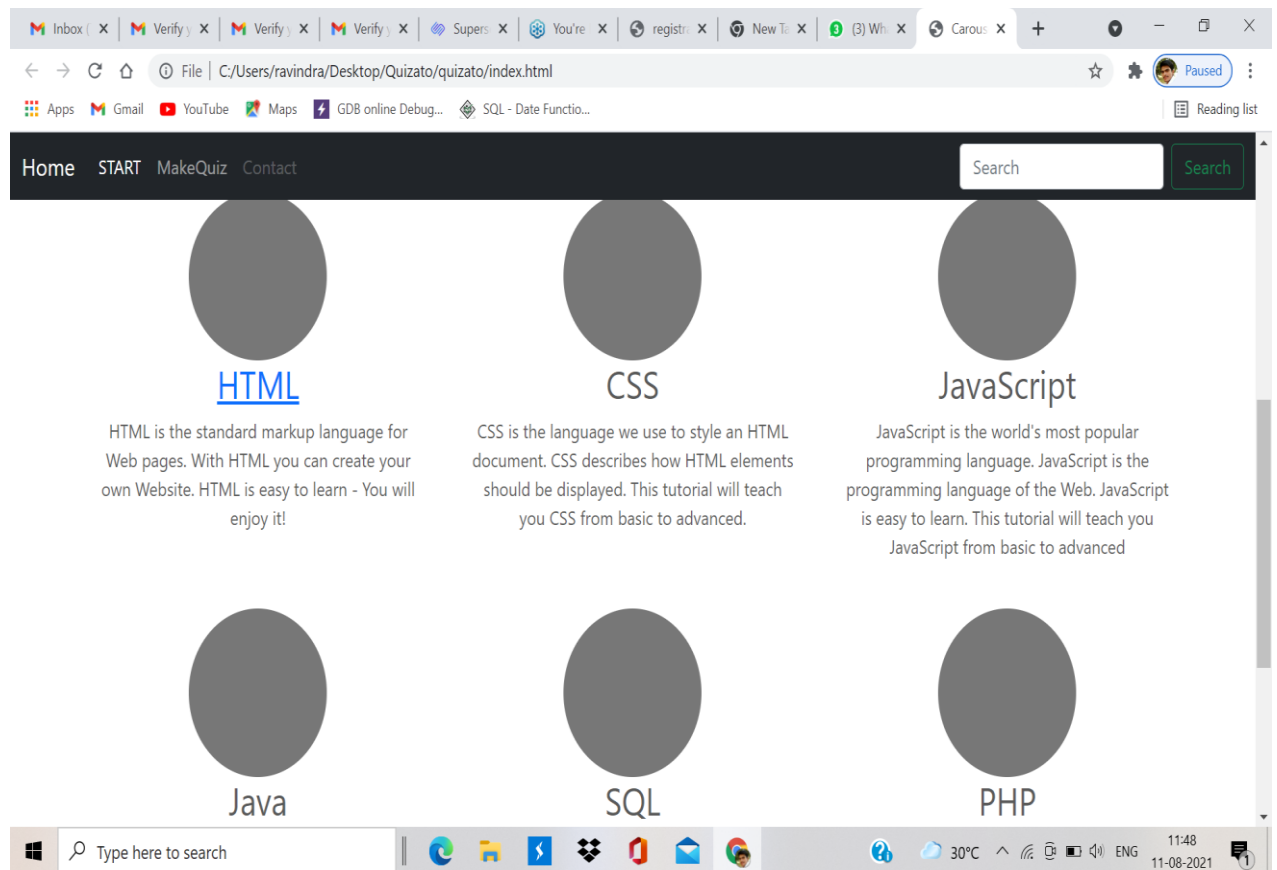 Inbox (
Verify y
Verify y
Verify y
Supers
You're
registra
New Ta
(3) Wh
Carous
File | C:/Users/ravindra/Desktop/Quizato/quizato/index.html
Paused
Apps
Gmail
YouTube
Maps
GDB online Debug...
SQL - Date Functio...
Reading list
Home START MakeQuiz Contact
Search
Search
HTML
HTML is the standard markup language for
Web pages. With HTML you can create your
own Website. HTML is easy to learn - You will
enjoy it!
CSS
CSS is the language we use to style an HTML
document. CSS describes how HTML elements
should be displayed. This tutorial will teach
you CSS from basic to advanced.
JavaScript
JavaScript is the world's most popular
programming language. JavaScript is the
programming language of the Web. JavaScript
is easy to learn. This tutorial will teach you
JavaScript from basic to advanced
Java
SQL
PHP
Type here to search
30°C
ENG
11:48
11-08-2021
1